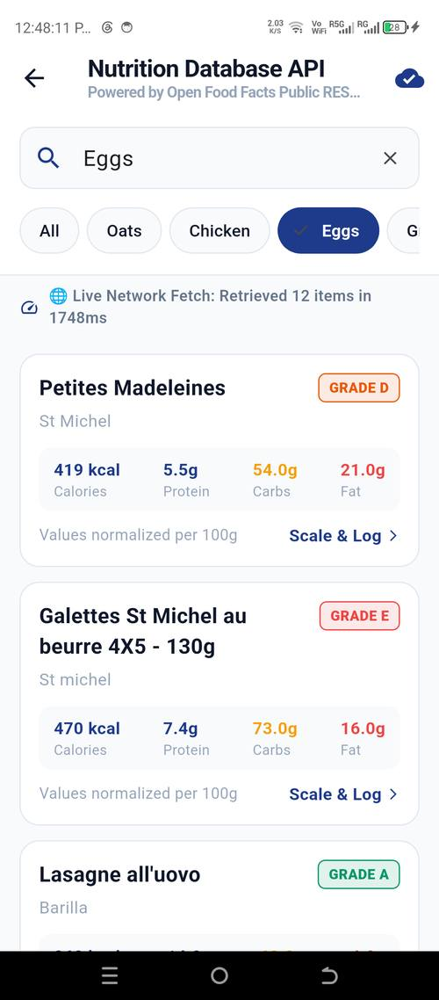 12:48:11 P...
2.03 K/S
Vo WiFi
R5G
RG
28
Nutrition Database API
Powered by Open Food Facts Public RES...
Eggs
All
Oats
Chicken
Eggs
🌐 Live Network Fetch: Retrieved 12 items in
1748ms
Petites Madeleines
GRADE D
St Michel
419 kcal 5.5g 54.0g 21.0g
Calories Protein Carbs Fat
Values normalized per 100g
Scale & Log
Galettes St Michel au
beurre 4X5 - 130g
GRADE E
St michel
470 kcal 7.4g 73.0g 16.0g
Calories Protein Carbs Fat
Values normalized per 100g
Scale & Log
Lasagne all'uovo
GRADE A
Barilla